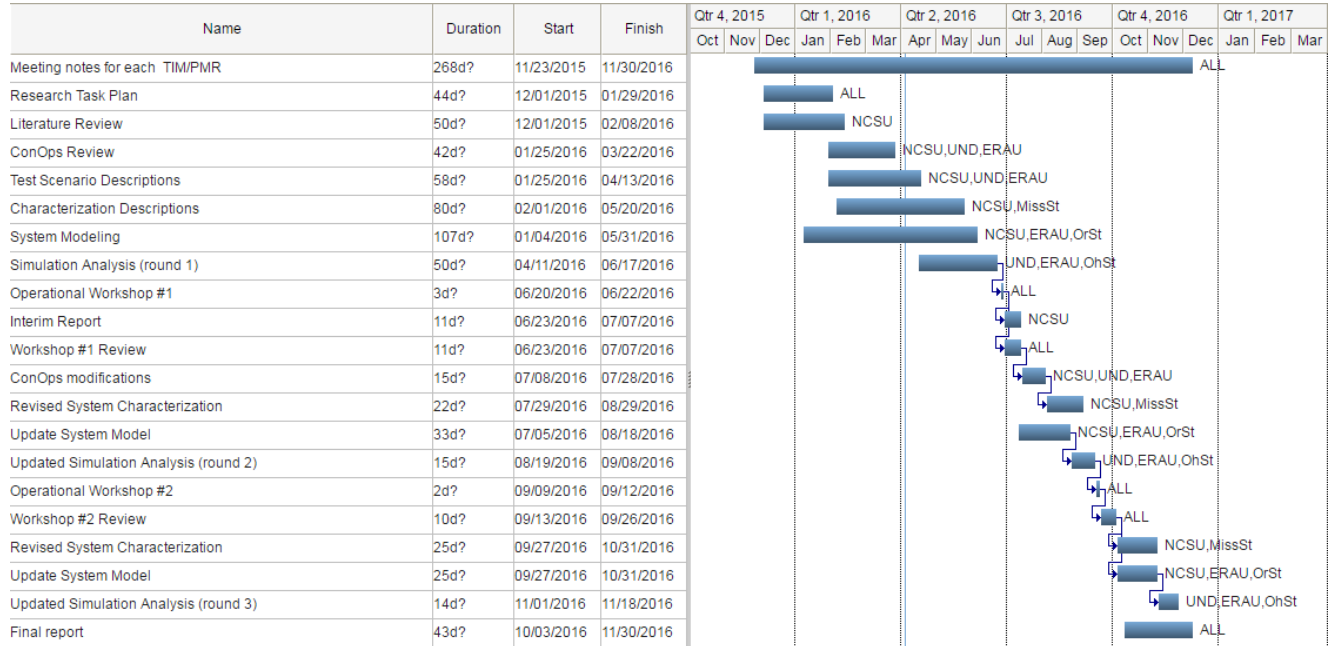 Name Duration Start Finish Qtr 4, 2015 Qtr 1, 2016 Qtr 2, 2016 Qtr 3, 2016 Qtr 4, 2016 Qtr 1, 2017
Oct Nov Dec Jan Feb Mar Apr May Jun Jul Aug Sep Oct Nov Dec Jan Feb Mar
Meeting notes for each TIM/PMR 268d? 11/23/2015 11/30/2016 ALL
Research Task Plan 44d? 12/01/2015 01/29/2016 ALL
Literature Review 50d? 12/01/2015 02/08/2016 NCSU
ConOps Review 42d? 01/25/2016 03/22/2016 NCSU,UND,ERAU
Test Scenario Descriptions 58d? 01/25/2016 04/13/2016 NCSU,UND,ERAU
Characterization Descriptions 80d? 02/01/2016 05/20/2016 NCSU,MissSt
System Modeling 107d? 01/04/2016 05/31/2016 NCSU,ERAU,OrSt
Simulation Analysis (round 1) 50d? 04/11/2016 06/17/2016 UND,ERAU,OhSt
Operational Workshop #1 3d? 06/20/2016 06/22/2016 ALL
Interim Report 11d? 06/23/2016 07/07/2016 NCSU
Workshop #1 Review 11d? 06/23/2016 07/07/2016 ALL
ConOps modifications 15d? 07/08/2016 07/28/2016 NCSU,UND,ERAU
Revised System Characterization 22d? 07/29/2016 08/29/2016 NCSU,MissSt
Update System Model 33d? 07/05/2016 08/18/2016 NCSU,ERAU,OrSt
Updated Simulation Analysis (round 2) 15d? 08/19/2016 09/08/2016 UND,ERAU,OhSt
Operational Workshop #2 2d? 09/09/2016 09/12/2016 ALL
Workshop #2 Review 10d? 09/13/2016 09/26/2016 ALL
Revised System Characterization 25d? 09/27/2016 10/31/2016 NCSU,MissSt
Update System Model 25d? 09/27/2016 10/31/2016 NCSU,ERAU,OrSt
Updated Simulation Analysis (round 3) 14d? 11/01/2016 11/18/2016 UND,ERAU,OhSt
Final report 43d? 10/03/2016 11/30/2016 ALL